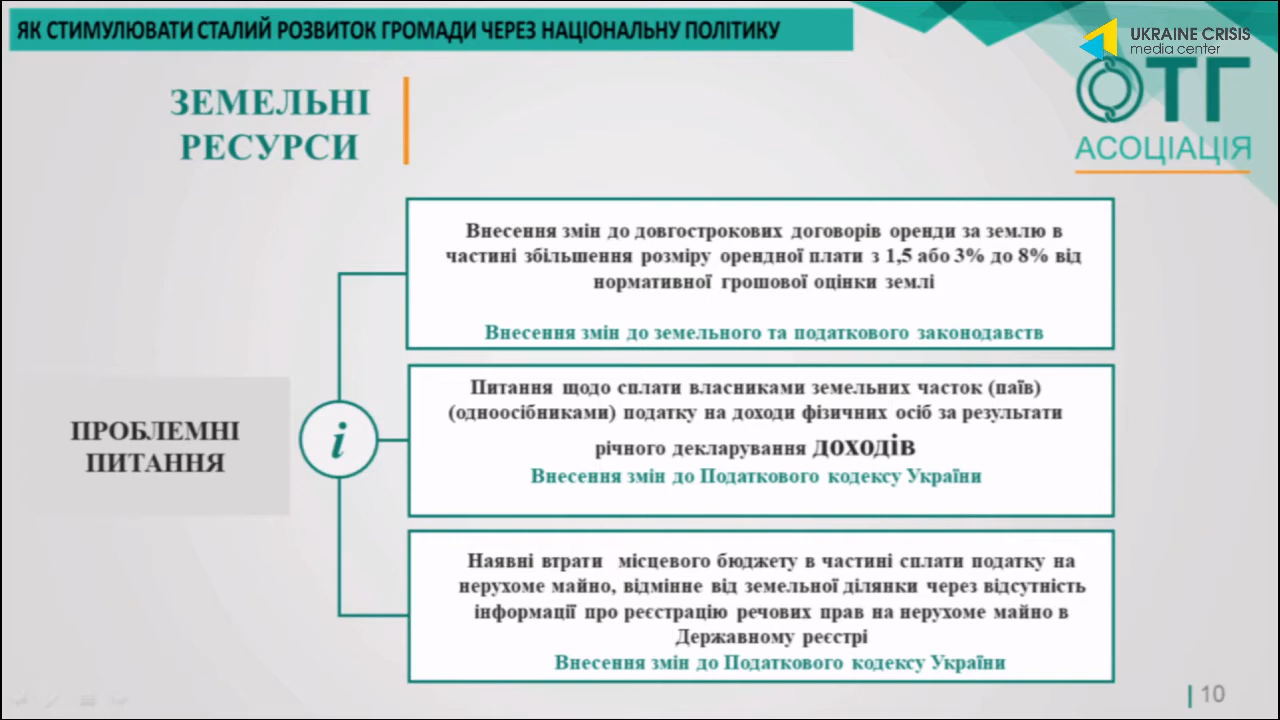 ЯК СТИМУЛЮВАТИ СТАЛИЙ РОЗВИТОК ГРОМАДИ ЧЕРЕЗ НАЦІОНАЛЬНУ ПОЛІТИКУ
UKRAINE CRISIS
media center
ОТГ
АСОЦІАЦІЯ
ЗЕМЕЛЬНІ
РЕСУРСИ
ПРОБЛЕМНІ
ПИТАННЯ
i
Внесення змін до довгострокових договорів оренди за землю в
частині збільшення розміру орендної плати з 1,5 або 3% до 8% від
нормативної грошової оцінки землі
Внесення змін до земельного та податкового законодавств
Питання щодо сплати власниками земельних часток (паїв)
(одноосібниками) податку на доходи фізичних осіб за результати
річного декларування доходів
Внесення змін до Податкового кодексу України
Наявні втрати місцевого бюджету в частині сплати податку на
нерухоме майно, відмінне від земельної ділянки через відсутність
інформації про реєстрацію речових прав на нерухоме майно в
Державному реєстрі
Внесення змін до Податкового кодексу України
10